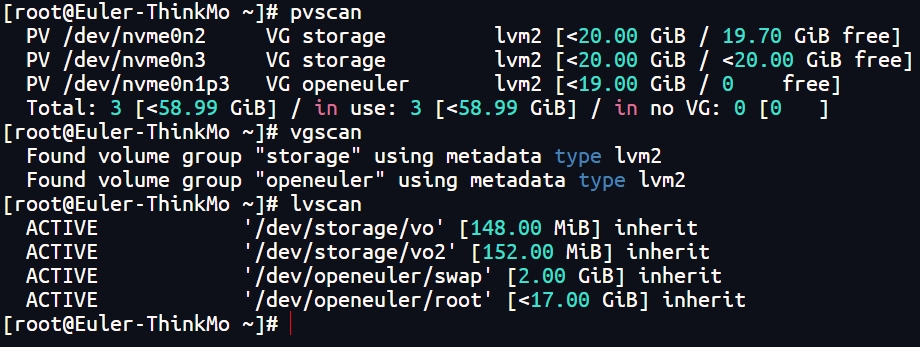 [root@Euler-ThinkMo ~]# pvscan
  PV /dev/nvme0n2     VG storage         lvm2 [<20.00 GiB / 19.70 GiB free]
  PV /dev/nvme0n3     VG storage         lvm2 [<20.00 GiB / <20.00 GiB free]
  PV /dev/nvme0n1p3   VG openeuler       lvm2 [<19.00 GiB / 0    free]
  Total: 3 [<58.99 GiB] / in use: 3 [<58.99 GiB] / in no VG: 0 [0   ]
[root@Euler-ThinkMo ~]# vgscan
  Found volume group "storage" using metadata type lvm2
  Found volume group "openeuler" using metadata type lvm2
[root@Euler-ThinkMo ~]# lvscan
  ACTIVE            '/dev/storage/vo' [148.00 MiB] inherit
  ACTIVE            '/dev/storage/vo2' [152.00 MiB] inherit
  ACTIVE            '/dev/openeuler/swap' [2.00 GiB] inherit
  ACTIVE            '/dev/openeuler/root' [<17.00 GiB] inherit
[root@Euler-ThinkMo ~]#